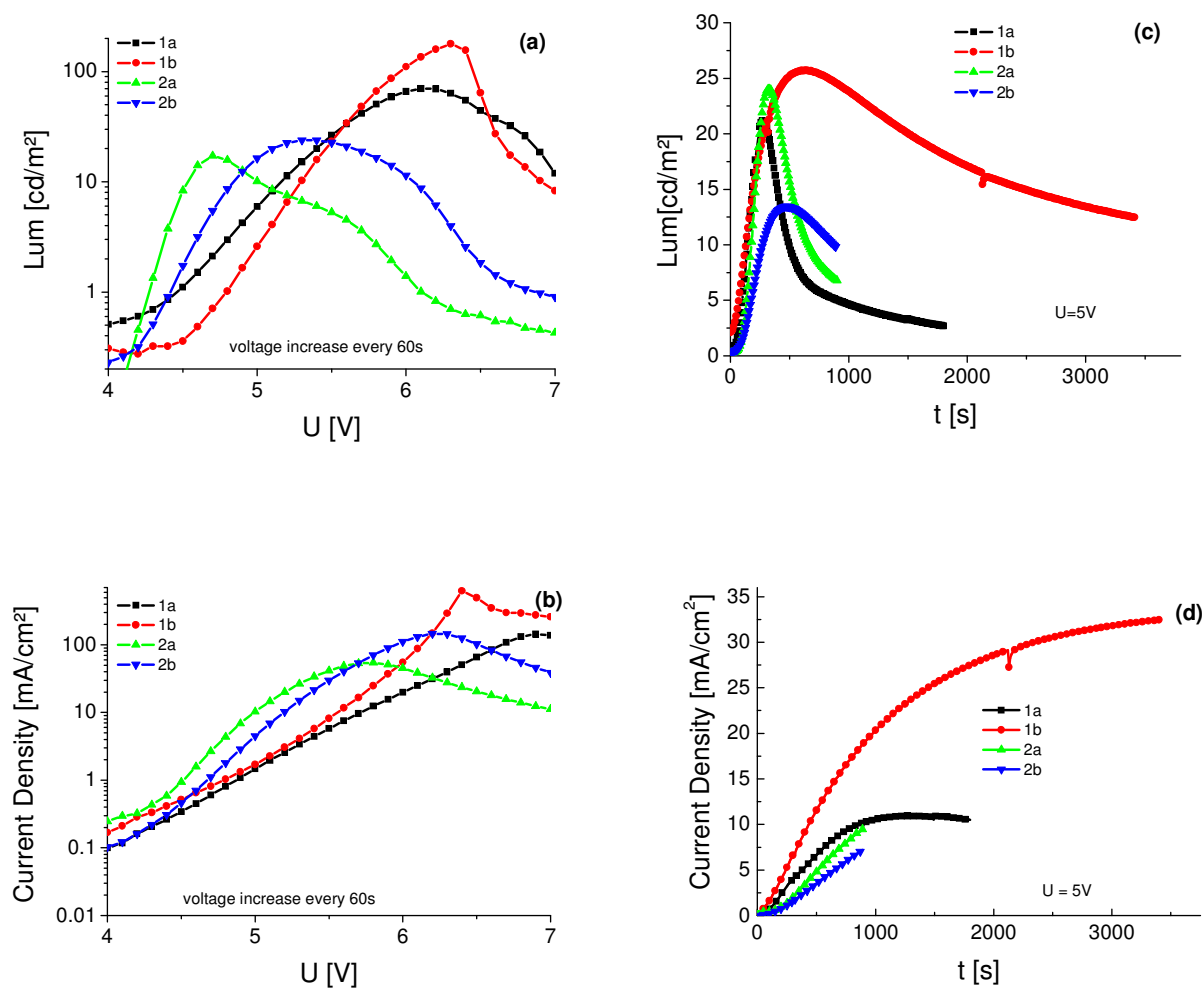 (a)
1a
1b
2a
2b
100
10
1
Lum [cd/m²]
voltage increase every 60s
4 5 6 7
U [V]
(c)
1a
1b
2a
2b
30
25
20
15
10
5
0
Lum[cd/m²]
U=5V
0 1000 2000 3000
t [s]
(b)
1a
1b
2a
2b
100
10
1
0.1
0.01
Current Density [mA/cm²]
voltage increase every 60s
4 5 6 7
U [V]
(d)
35
30
25
20
15
10
5
0
Current Density [mA/cm²]
1a
1b
2a
2b
U = 5V
0 1000 2000 3000
t [s]